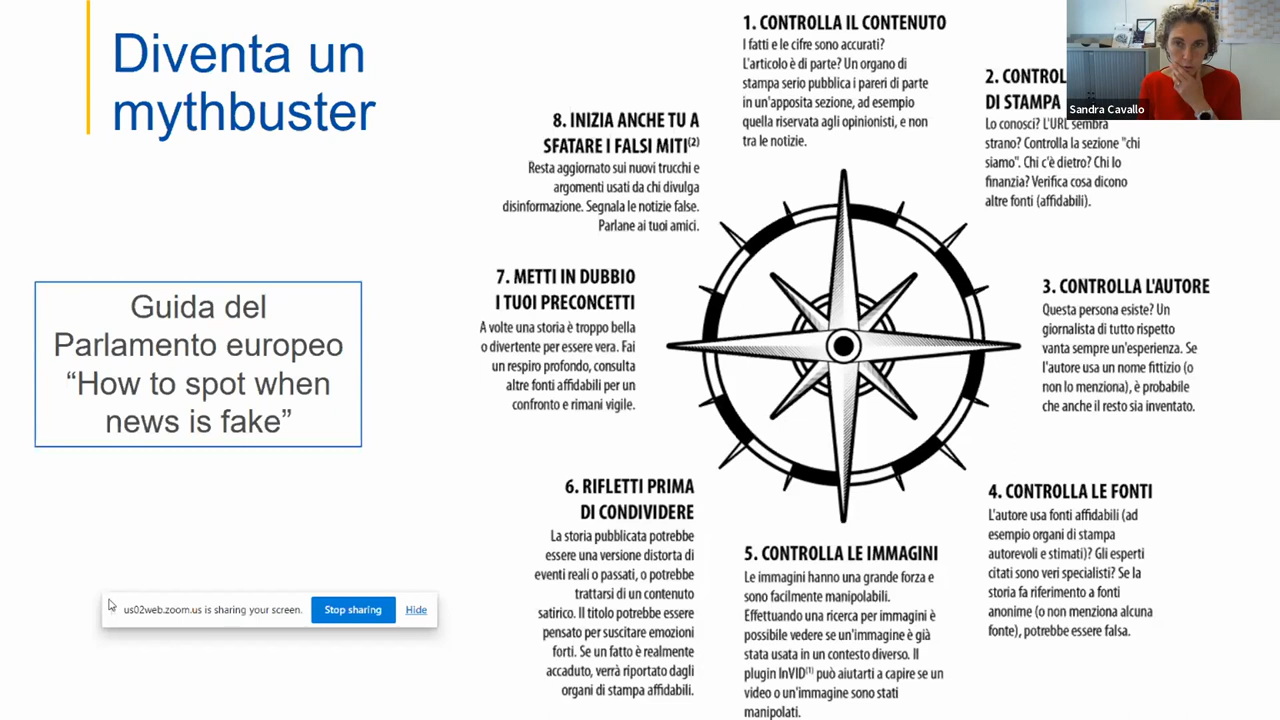 Diventa un
mythbuster
Guida del
Parlamento europeo
“How to spot when
news is fake”
1. CONTROLLA IL CONTENUTO
I fatti e le cifre sono accurati?
L'articolo è di parte? Un organo di
stampa serio pubblica i pareri di parte
in un'apposita sezione, ad esempio
quella riservata agli opinionisti, e non
tra le notizie.
2. CONTROL
DI STAMPA
Lo conosci? L'URL sembra
strano? Controlla la sezione "chi
siamo". Chi c'è dietro? Chi lo
finanzia? Verifica cosa dicono
altre fonti (affidabili).
3. CONTROLLA L'AUTORE
Questa persona esiste? Un
giornalista di tutto rispetto
vanta sempre un'esperienza. Se
l'autore usa un nome fittizio (o
non lo menziona), è probabile
che anche il resto sia inventato.
4. CONTROLLA LE FONTI
L'autore usa fonti affidabili (ad
esempio organi di stampa
autorevoli e stimati)? Gli esperti
citati sono veri specialisti? Se la
storia fa riferimento a fonti
anonime (o non menziona alcuna
fonte), potrebbe essere falsa.
5. CONTROLLA LE IMMAGINI
Le immagini hanno una grande forza e
sono facilmente manipolabili.
Effettuando una ricerca per immagini è
possibile vedere se un'immagine è già
stata usata in un contesto diverso. Il
plugin InVID(1) può aiutarti a capire se un
video o un'immagine sono stati
manipolati.
6. RIFLETTI PRIMA
DI CONDIVIDERE
La storia pubblicata potrebbe
essere una versione distorta di
eventi reali o passati, o potrebbe
trattarsi di un contenuto
satirico. Il titolo potrebbe essere
pensato per suscitare emozioni
forti. Se un fatto è realmente
accaduto, verrà riportato dagli
organi di stampa affidabili.
7. METTI IN DUBBIO
I TUOI PRECONCETTI
A volte una storia è troppo bella
o divertente per essere vera. Fai
un respiro profondo, consulta
altre fonti affidabili per un
confronto e rimani vigile.
8. INIZIA ANCHE TU A
SFATARE I FALSI MITI(2)
Resta aggiornato sui nuovi trucchi e
argomenti usati da chi divulga
disinformazione. Segnala le notizie false.
Parlane ai tuoi amici.
Sandra Cavallo
us02web.zoom.us is sharing your screen.
Stop sharing
Hide